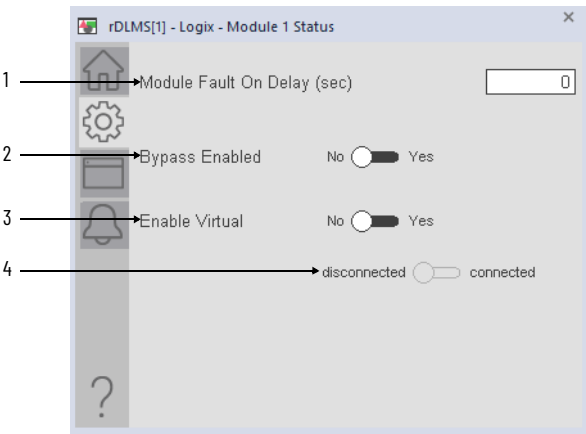 rDLMS[1] - Logix - Module 1 Status
1 Module Fault On Delay (sec) 0
2 Bypass Enabled No Yes
3 Enable Virtual No Yes
4 disconnected connected
?